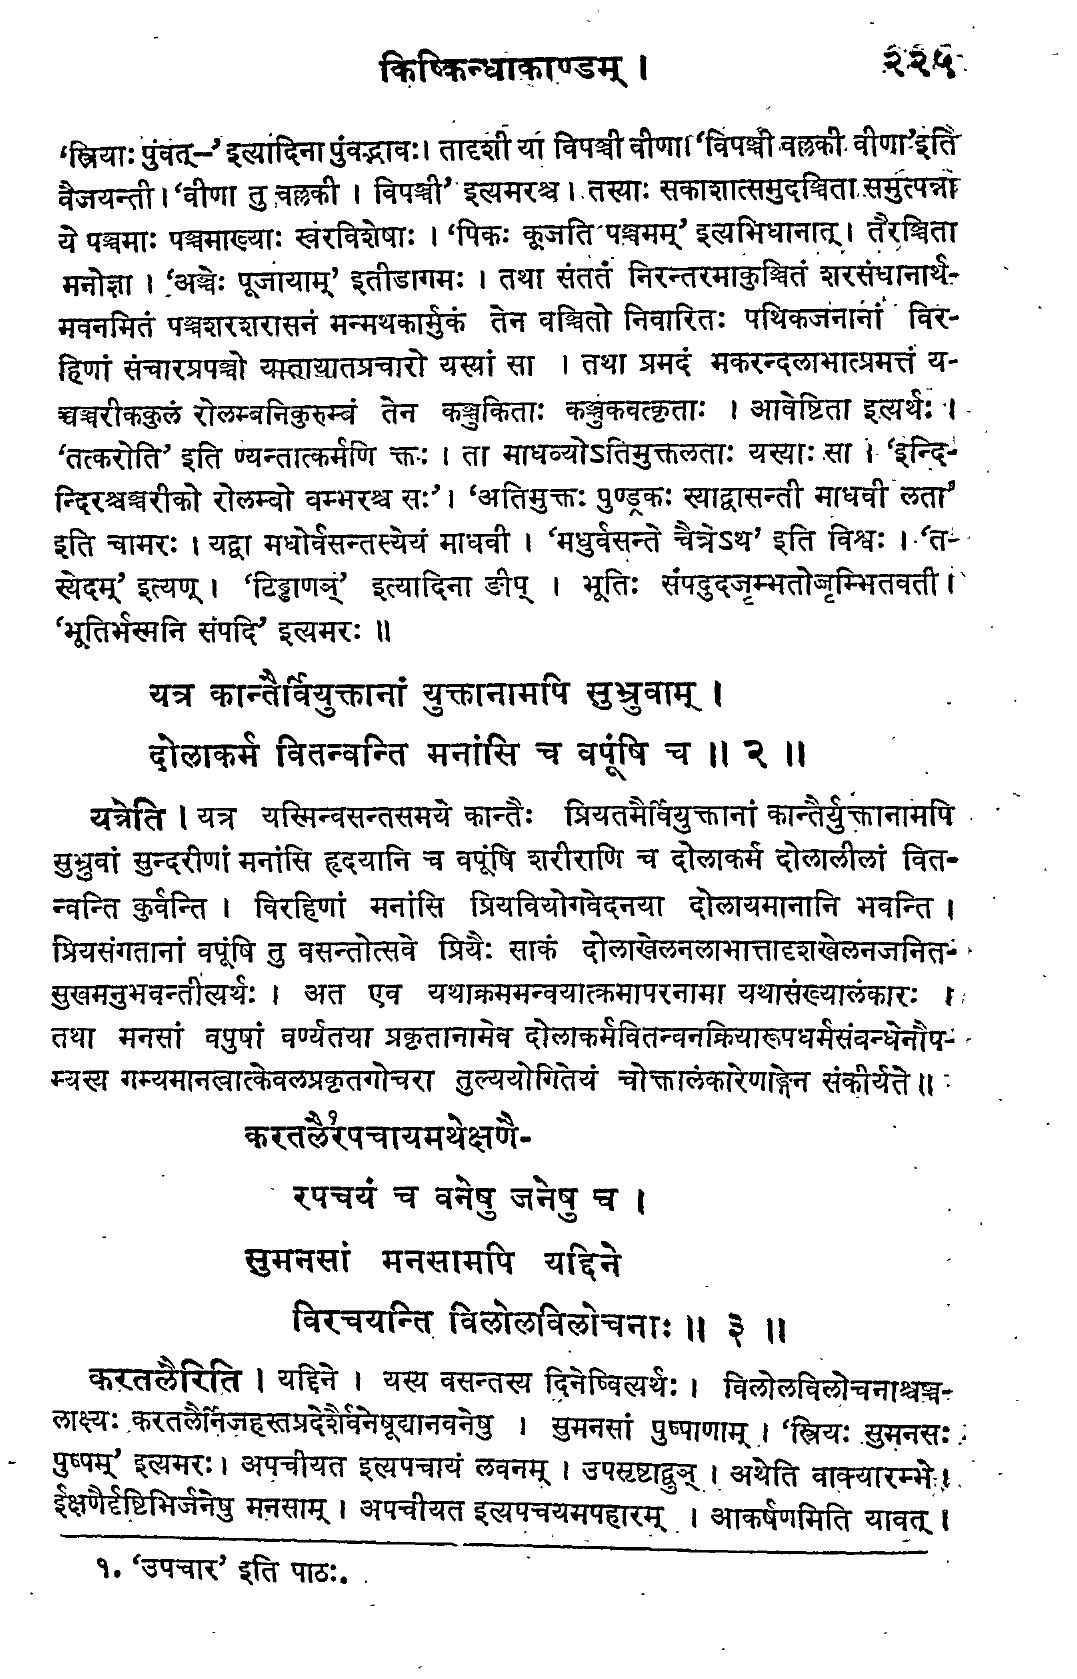 किष्किन्धाकाण्डम् ।
२२५
‘स्त्रियाः पुंवत्–’ इत्यादिना पुंवद्भावः। तादृशी या विपञ्ची वीणा। ‘विपञ्ची वल्लकी वीणा’ इति
वैजयन्ती। ‘वीणा तु वल्लकी । विपञ्ची’ इत्यमरश्च। तस्याः सकाशात्समुदञ्चिता समुत्पन्ना
ये पञ्चमाः पञ्चमाख्याः स्वरविशेषाः । ‘पिकः कूजति पञ्चमम्’ इत्यभिधानात् । तैरञ्चिता
मनोज्ञा । ‘अञ्चेः पूजायाम्’ इतीडागमः । तथा संततं निरन्तरमाकुञ्चितं शरसंधानार्थ-
मवनमितं पञ्चशरशरासनं मन्मथकार्मुकं तेन वञ्चितो निवारितः पथिकजनानां विर-
हिणां संचारप्रपञ्चो यातायातप्रचारो यस्यां सा । तथा प्रमदं मकरन्दलाभात्प्रमत्तं य-
च्चञ्चरीककुलं रोलम्बनिकुरुम्बं तेन कञ्चुकिताः कञ्चुकवत्कृताः । आवेष्टिता इत्यर्थः ।
‘तत्करोति’ इति ण्यन्तात्कर्मणि क्तः । ता माधव्योऽतिमुक्तलताः यस्याः सा । ‘इन्दि-
न्दिरश्चञ्चरीको रोलम्बो वम्भरश्च सः’। ‘अतिमुक्तः पुण्ड्रकः स्याद्वासन्ती माधवी लता’
इति चामरः । यद्वा मधोर्वसन्तस्येयं माधवी । ‘मधुर्वसन्ते चैत्रेऽथ’ इति विश्वः । ‘त-
स्येदम्’ इत्यण् । ‘टिड्ढाणञ्’ इत्यादिना ङीप् । भूतिः संपदुदजृम्भतोज्जृम्भितवती ।
‘भूतिर्भस्मनि संपदि’ इत्यमरः ॥
यत्र कान्तैर्वियुक्तानां युक्तानामपि सुभ्रुवाम् ।
दोलाकर्म वितन्वन्ति मनांसि च वपूंषि च ॥ २ ॥
यत्रेति । यत्र यस्मिन्वसन्तसमये कान्तैः प्रियतमैर्वियुक्तानां कान्तैर्युक्तानामपि
सुभ्रुवां सुन्दरीणां मनांसि हृदयानि च वपूंषि शरीराणि च दोलाकर्म दोलालीलां वित-
न्वन्ति कुर्वन्ति । विरहिणां मनांसि प्रियवियोगवेदनया दोलायमानानि भवन्ति ।
प्रियसंगतानां वपूंषि तु वसन्तोत्सवे प्रियैः साकं दोलाखेलनलाभात्तादृशखेलनजनित-
सुखमनुभवन्तीत्यर्थः । अत एव यथाक्रममन्वयात्क्रमापरनामा यथासंख्यालंकारः ।
तथा मनसां वपुषां वर्ण्यतया प्रकृतानामेव दोलाकर्मवितन्वनक्रियारूपधर्मसंबन्धेनौप-
म्यस्य गम्यमानत्वात्केवलप्रकृतगोचरा तुल्ययोगितेयं चोक्तालंकारेणाङ्गेन संकीर्यते॥
करतलैर१पचायमथेक्षणै-
रपचयं च वनेषु जनेषु च ।
सुमनसां मनसामपि यद्दिने
विरचयन्ति विलोलविलोचनाः॥ ३ ॥
करतलैरिति । यद्दिने । यस्य वसन्तस्य दिनेष्वित्यर्थः । विलोलविलोचनाश्चञ्च-
लाक्ष्यः करतलैर्निजहस्तप्रदेशैर्वनेषूद्यानवनेषु । सुमनसां पुष्पाणाम् । ‘स्त्रियः सुमनसः
पुष्पम्’ इत्यमरः। अपचीयत इत्यपचायं लवनम् । उपसृष्टाद्घञ् । अथेति वाक्यारम्भे ।
ईक्षणैर्दृष्टिभिर्जनेषु मनसाम् । अपचीयत इत्यपचयमपहारम् । आकर्षणमिति यावत् ।
१. ‘उपचार’ इति पाठः.